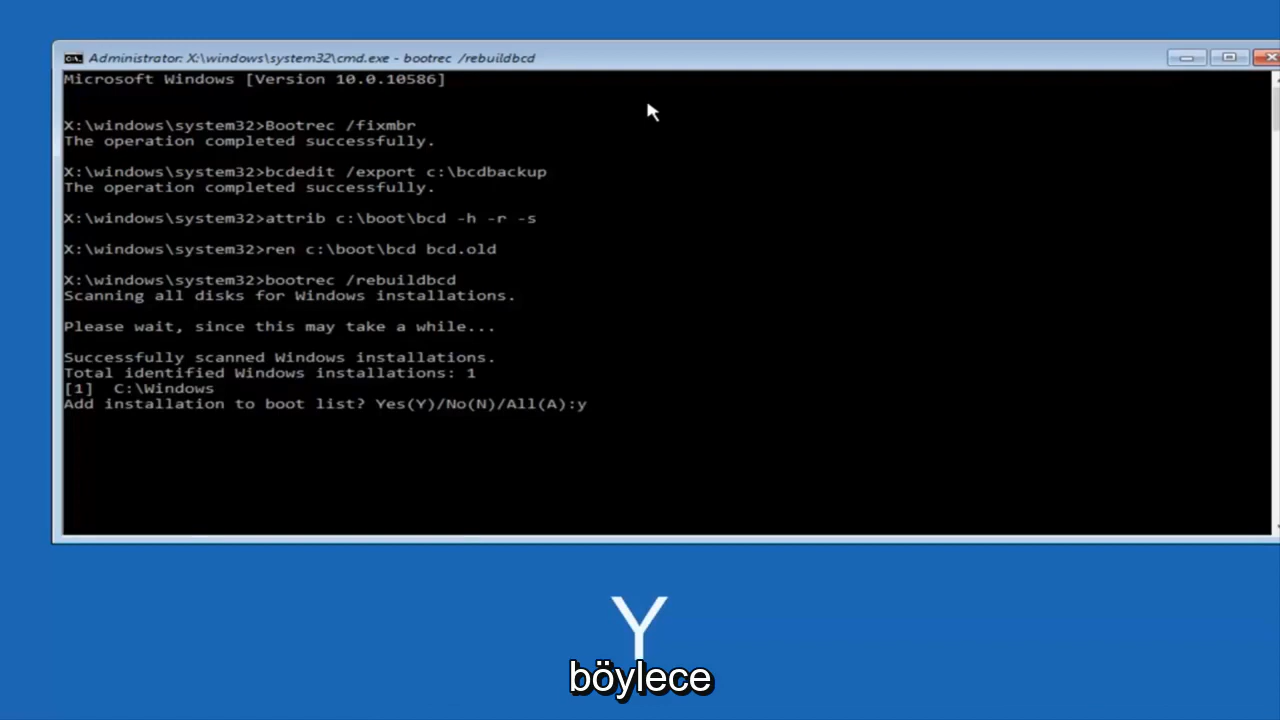 Administrator: X:\windows\system32\cmd.exe - bootrec /rebuildbcd
Microsoft Windows [Version 10.0.10586]
X:\windows\system32>Bootrec /fixmbr
The operation completed successfully.
X:\windows\system32>bcdedit /export c:\bcdbackup
The operation completed successfully.
X:\windows\system32>attrib c:\boot\bcd -h -r -s
X:\windows\system32>ren c:\boot\bcd bcd.old
X:\windows\system32>bootrec /rebuildbcd
Scanning all disks for Windows installations.
Please wait, since this may take a while...
Successfully scanned Windows installations.
Total identified Windows installations: 1
[1]  C:\Windows
Add installation to boot list? Yes(Y)/No(N)/All(A):y
Y
böylece